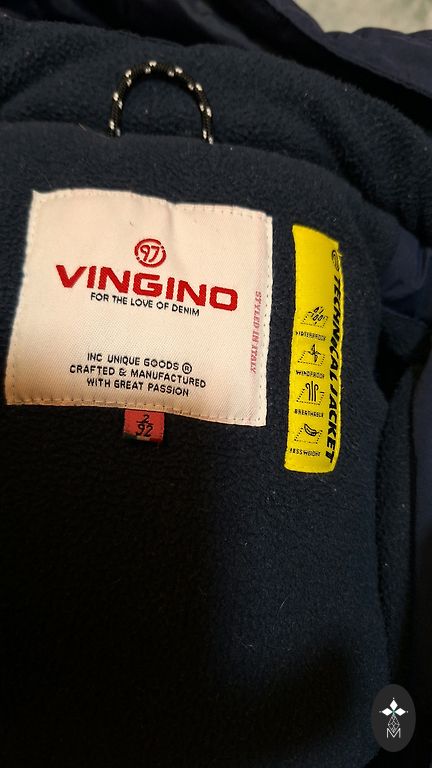 97
VINGINO
FOR THE LOVE OF DENIM
STYLED IN ITALY
INC UNIQUE GOODS ®
CRAFTED & MANUFACTURED
WITH GREAT PASSION
2
92
97 TECHNICAL JACKET
WATERPROOF
WINDPROOF
BREATHABLE
M